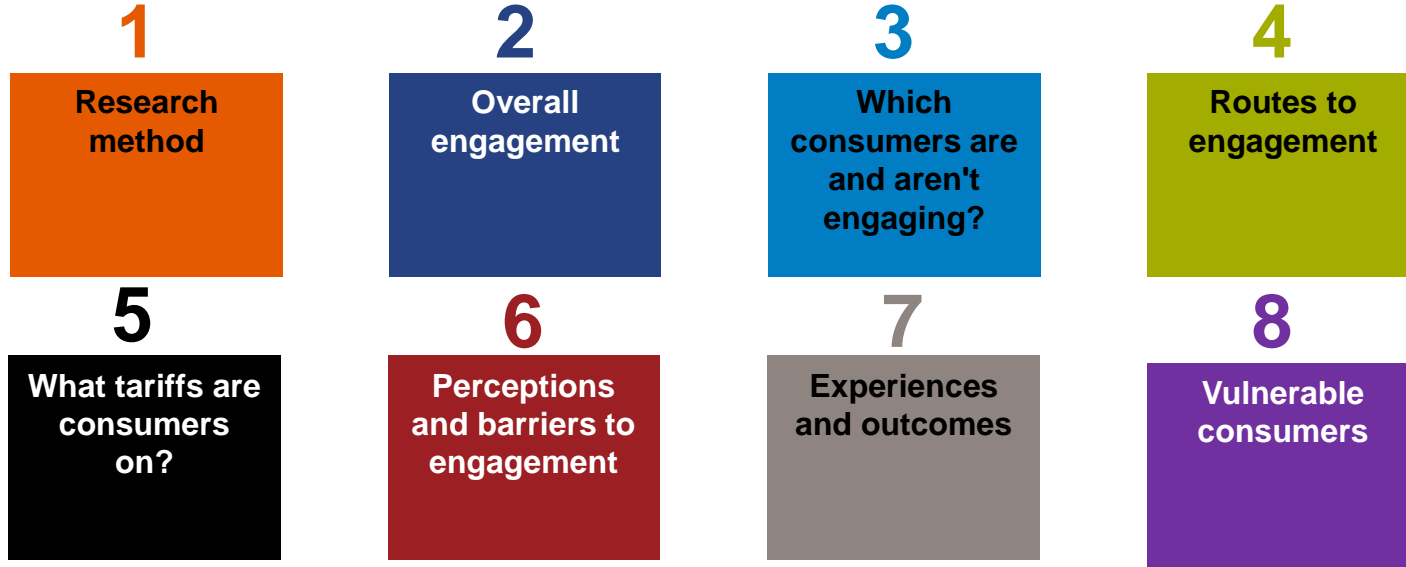 1
Research
method
2
Overall
engagement
3
Which
consumers are
and aren't
engaging?
4
Routes to
engagement
5
What tariffs are
consumers
on?
6
Perceptions
and barriers to
engagement
7
Experiences
and outcomes
8
Vulnerable
consumers